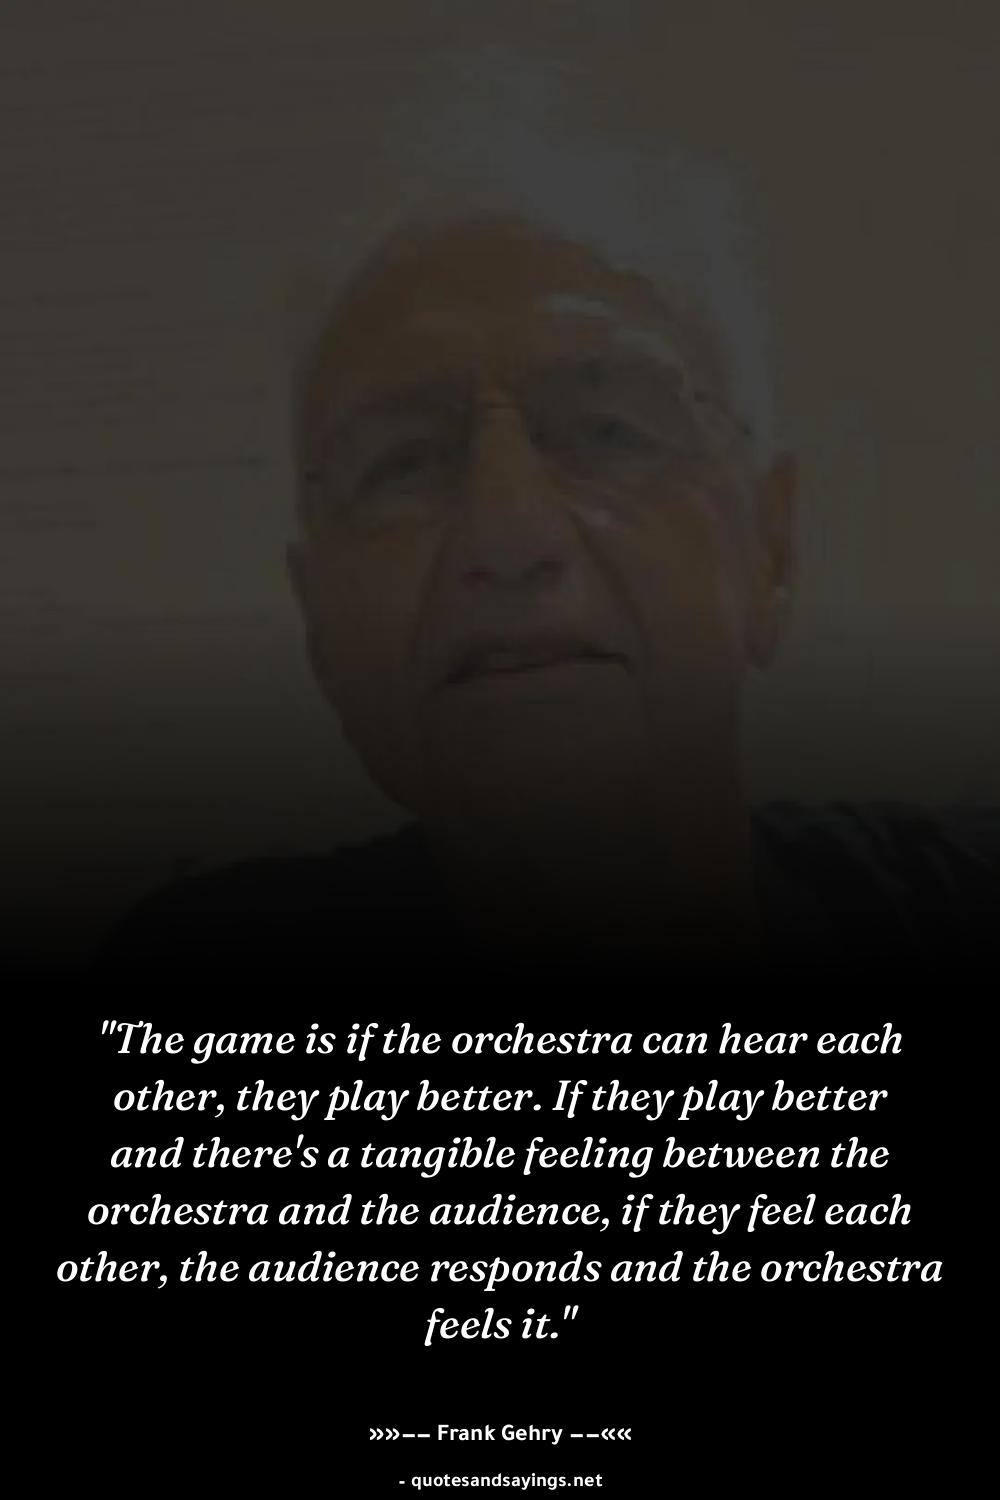 "The game is if the orchestra can hear each
other, they play better. If they play better
and there's a tangible feeling between the
orchestra and the audience, if they feel each
other, the audience responds and the orchestra
feels it."
»»–– Frank Gehry ––««
- quotesandsayings.net